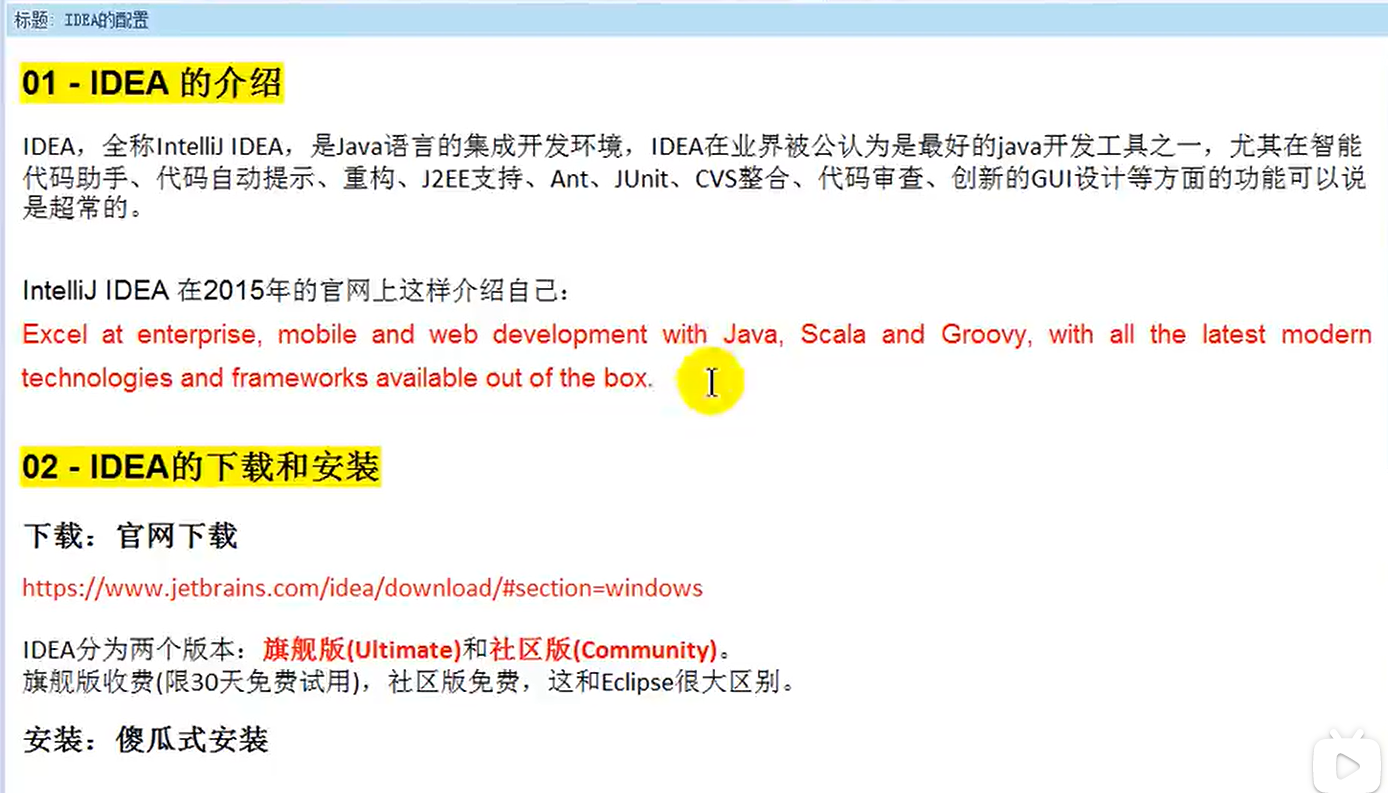 标题: IDEA的配置
01 - IDEA 的介绍
IDEA，全称IntelliJ IDEA，是Java语言的集成开发环境，IDEA在业界被公认为是最好的java开发工具之一，尤其在智能
代码助手、代码自动提示、重构、J2EE支持、Ant、JUnit、CVS整合、代码审查、创新的GUI设计等方面的功能可以说
是超常的。
IntelliJ IDEA 在2015年的官网上这样介绍自己：
Excel at enterprise, mobile and web development with Java, Scala and Groovy, with all the latest modern
technologies and frameworks available out of the box.
02 - IDEA的下载和安装
下载：官网下载
https://www.jetbrains.com/idea/download/#section=windows
IDEA分为两个版本：旗舰版(Ultimate)和社区版(Community)。
旗舰版收费(限30天免费试用)，社区版免费，这和Eclipse很大区别。
安装：傻瓜式安装